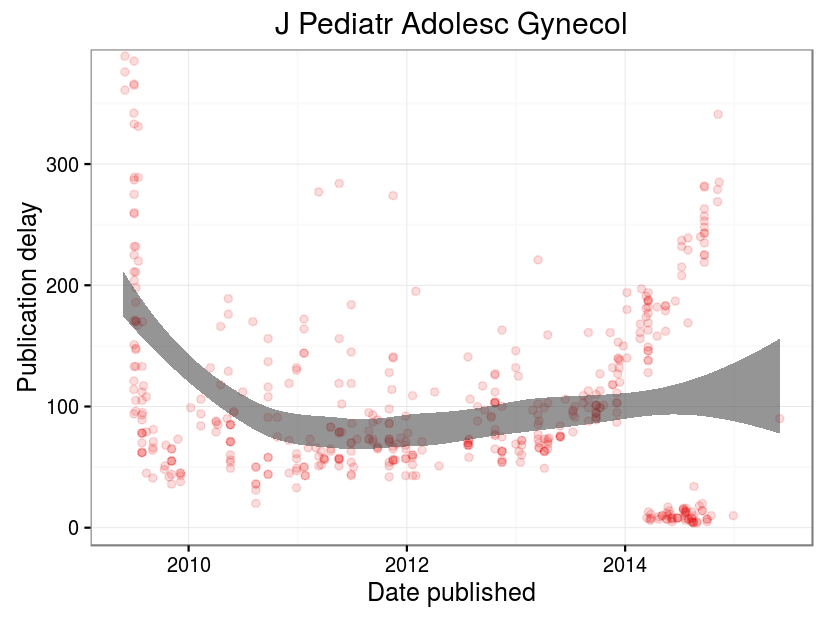 J Pediatr Adolesc Gynecol
Publication delay
300
200
100
0
2010 2012 2014
Date published